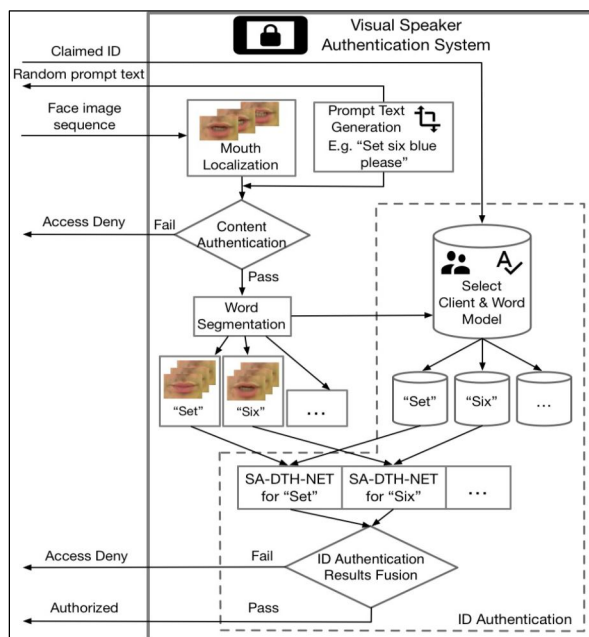 Visual Speaker
Authentication System
Claimed ID
Random prompt text
Face image
sequence
Mouth
Localization
Prompt Text
Generation
E.g. “Set six blue
please”
Access Deny
Fail
Content
Authentication
Pass
A
Select
Client & Word
Model
Word
Segmentation
“Set”
“Six”
...
“Set”
“Six”
...
SA-DTH-NET
for “Set”
SA-DTH-NET
for “Six”
...
Access Deny
Fail
ID Authentication
Results Fusion
Authorized
Pass
ID Authentication